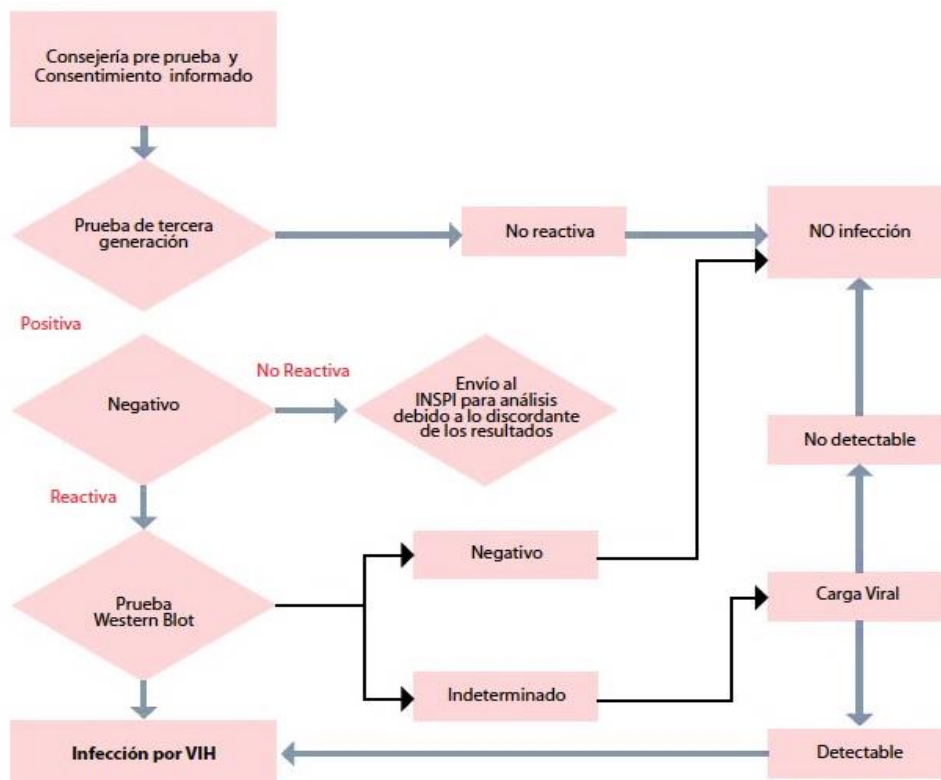 Consejería pre prueba y
Consentimiento informado
Prueba de tercera
generación
No reactiva
NO infección
Positiva
Negativo
No Reactiva
Envío al
INSPI para análisis
debido a lo discordante
de los resultados
No detectable
Reactiva
Negativo
Prueba
Western Blot
Carga Viral
Indeterminado
Infección por VIH
Detectable